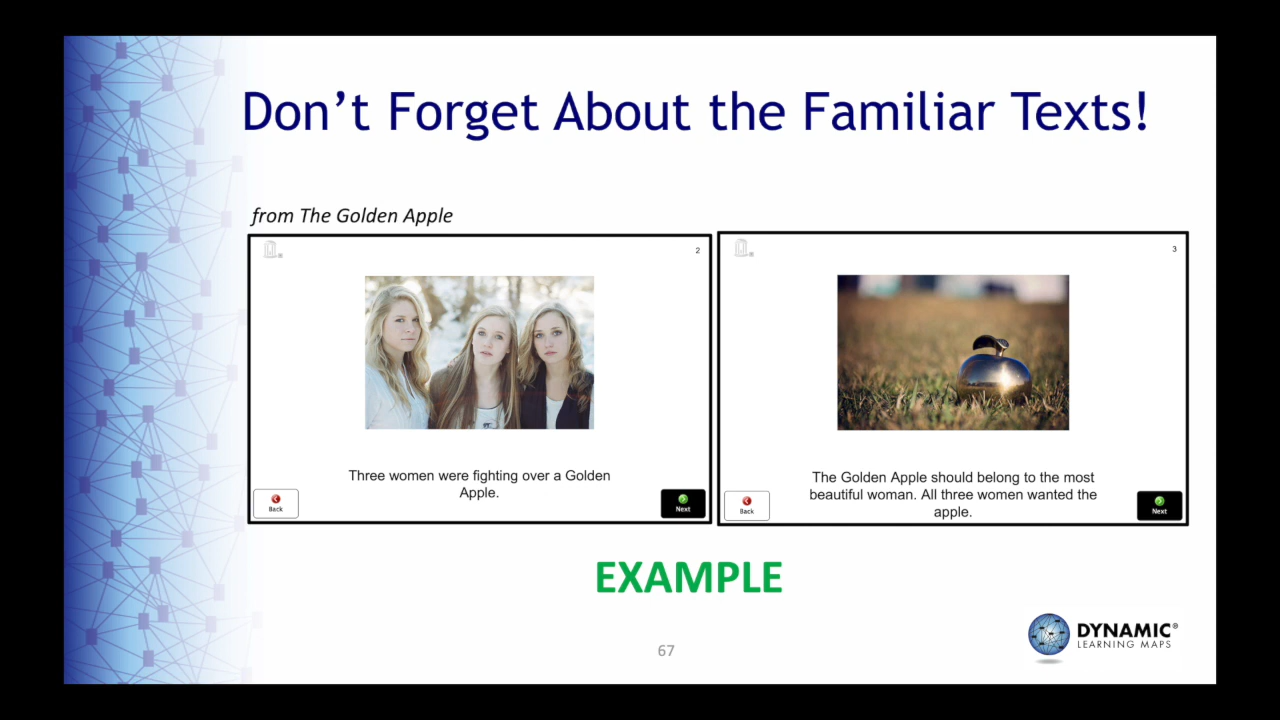 Don't Forget About the Familiar Texts!
from The Golden Apple
2
Three women were fighting over a Golden
Apple.
Back
Next
3
The Golden Apple should belong to the most
beautiful woman. All three women wanted the
apple.
Back
Next
EXAMPLE
67
DYNAMIC®
LEARNING MAPS